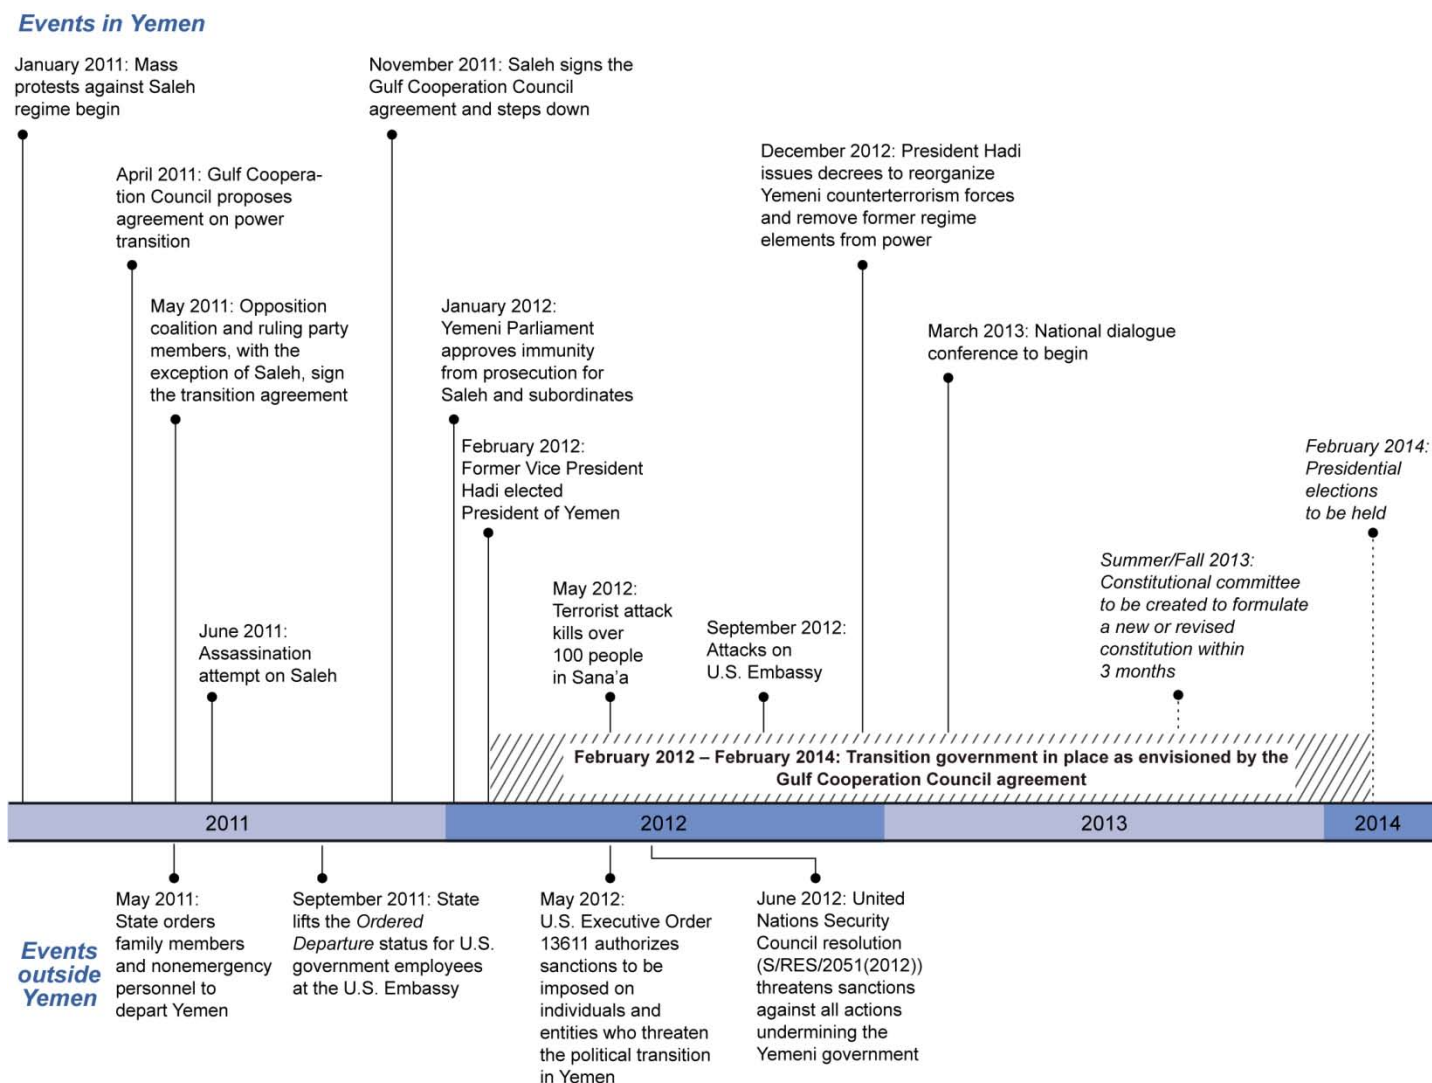 Events in Yemen
January 2011: Mass
protests against Saleh
regime begin
November 2011: Saleh signs the
Gulf Cooperation Council
agreement and steps down
April 2011: Gulf Coopera-
tion Council proposes
agreement on power
transition
December 2012: President Hadi
issues decrees to reorganize
Yemeni counterterrorism forces
and remove former regime
elements from power
May 2011: Opposition
coalition and ruling party
members, with the
exception of Saleh, sign
the transition agreement
January 2012:
Yemeni Parliament
approves immunity
from prosecution for
Saleh and subordinates
March 2013: National dialogue
conference to begin
February 2012:
Former Vice President
Hadi elected
President of Yemen
February 2014:
Presidential
elections
to be held
June 2011:
Assassination
attempt on Saleh
May 2012:
Terrorist attack
kills over
100 people
in Sana’a
September 2012:
Attacks on
U.S. Embassy
Summer/Fall 2013:
Constitutional committee
to be created to formulate
a new or revised
constitution within
3 months
February 2012 – February 2014: Transition government in place as envisioned by the
Gulf Cooperation Council agreement
2011
2012
2013
2014
Events
outside
Yemen
May 2011:
State orders
family members
and nonemergency
personnel to
depart Yemen
September 2011: State
lifts the Ordered
Departure status for U.S.
government employees
at the U.S. Embassy
May 2012:
U.S. Executive Order
13611 authorizes
sanctions to be
imposed on
individuals and
entities who threaten
the political transition
in Yemen
June 2012: United
Nations Security
Council resolution
(S/RES/2051(2012))
threatens sanctions
against all actions
undermining the
Yemeni government